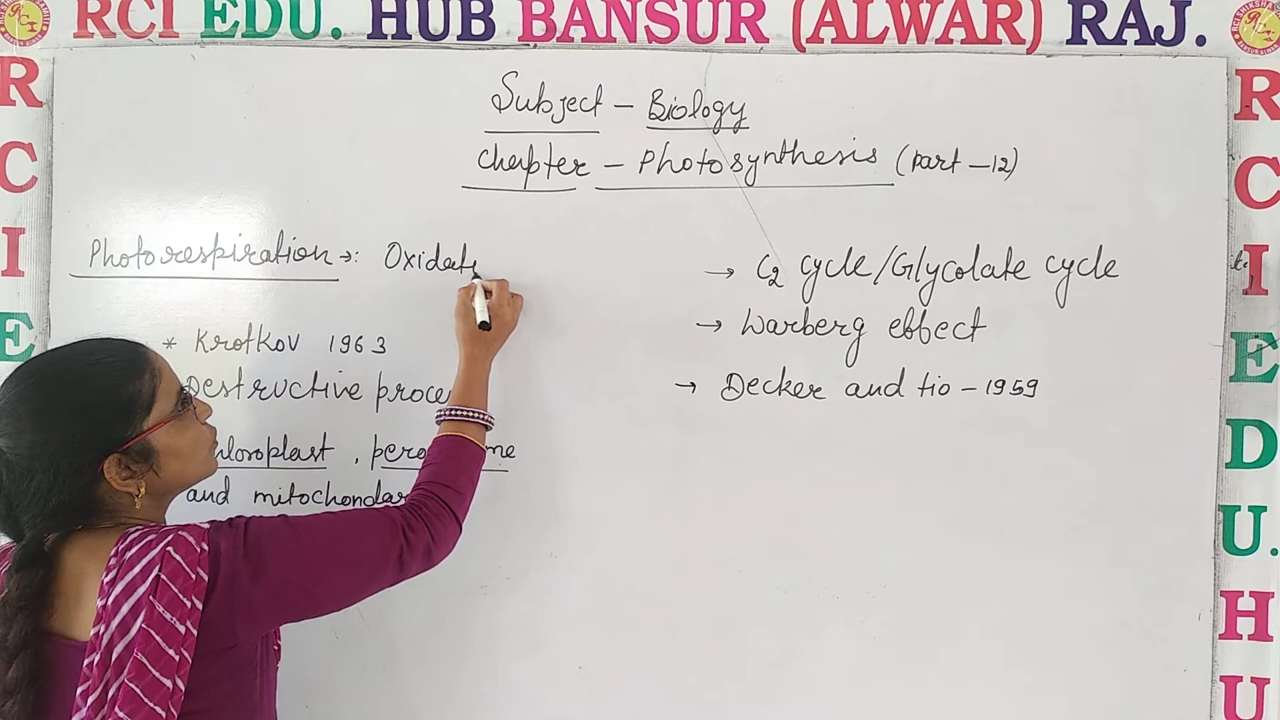 RCI EDU. HUB BANSUR (ALWAR) RAJ.
Subject - Biology
Chapter - Photosynthesis (Part -12)
Photorespiration →: Oxidat
* Krotkov 1963
Destructive proce
hloroplast , pero me
and mitochondar
→ C2 cycle/Glycolate cycle
→ Warberg effect
→ Decker and tio - 1959
R
C
I
E
R
C
I
E
D
U.
H
U